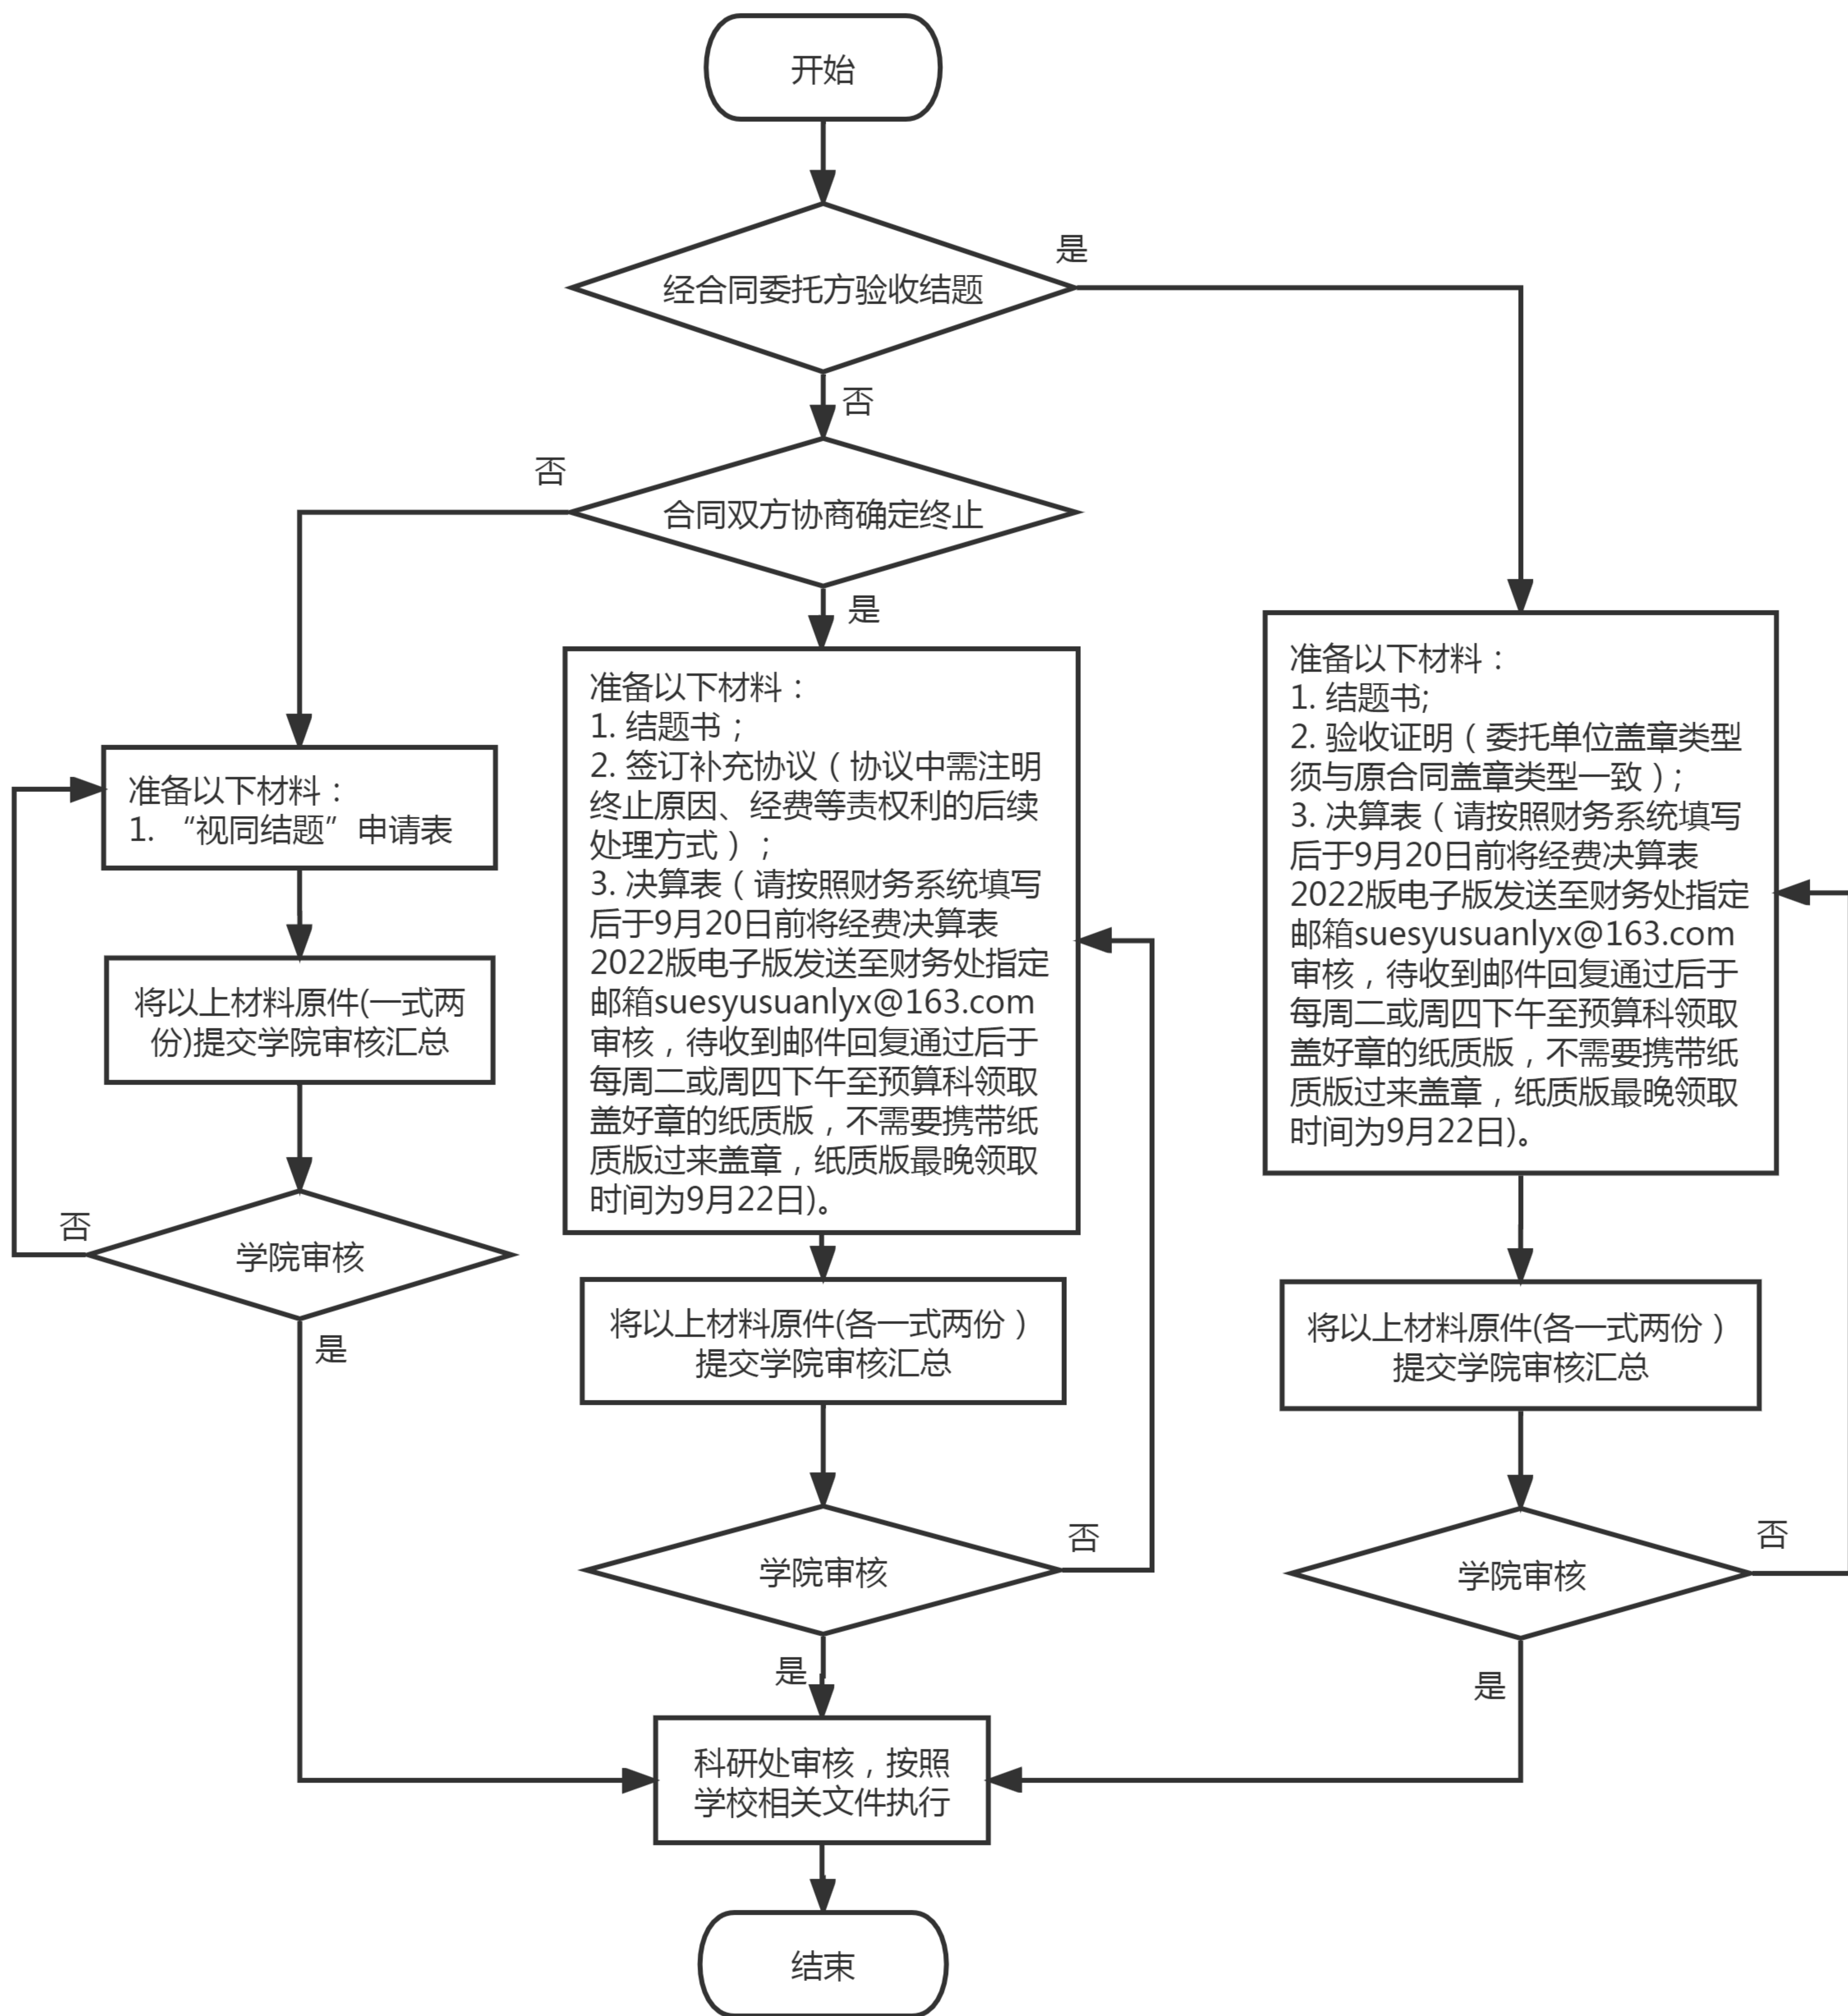 开始
经合同委托方验收结题
是
否
合同双方协商确定终止
否
是
准备以下材料：
1. “视同结题”申请表
将以上材料原件(一式两
份)提交学院审核汇总
学院审核
否
是
准备以下材料：
1. 结题书；
2. 签订补充协议（协议中需注明
终止原因、经费等责权利的后续
处理方式）；
3. 决算表（请按照财务系统填写
后于9月20日前将经费决算表
2022版电子版发送至财务处指定
邮箱suesyusuanlyx@163.com
审核，待收到邮件回复通过后于
每周二或周四下午至预算科领取
盖好章的纸质版，不需要携带纸
质版过来盖章，纸质版最晚领取
时间为9月22日)。
将以上材料原件(各一式两份）
提交学院审核汇总
学院审核
否
是
准备以下材料：
1. 结题书;
2. 验收证明（委托单位盖章类型
须与原合同盖章类型一致）;
3. 决算表（请按照财务系统填写
后于9月20日前将经费决算表
2022版电子版发送至财务处指定
邮箱suesyusuanlyx@163.com
审核，待收到邮件回复通过后于
每周二或周四下午至预算科领取
盖好章的纸质版，不需要携带纸
质版过来盖章，纸质版最晚领取
时间为9月22日)。
将以上材料原件(各一式两份）
提交学院审核汇总
学院审核
否
是
科研处审核，按照
学校相关文件执行
结束